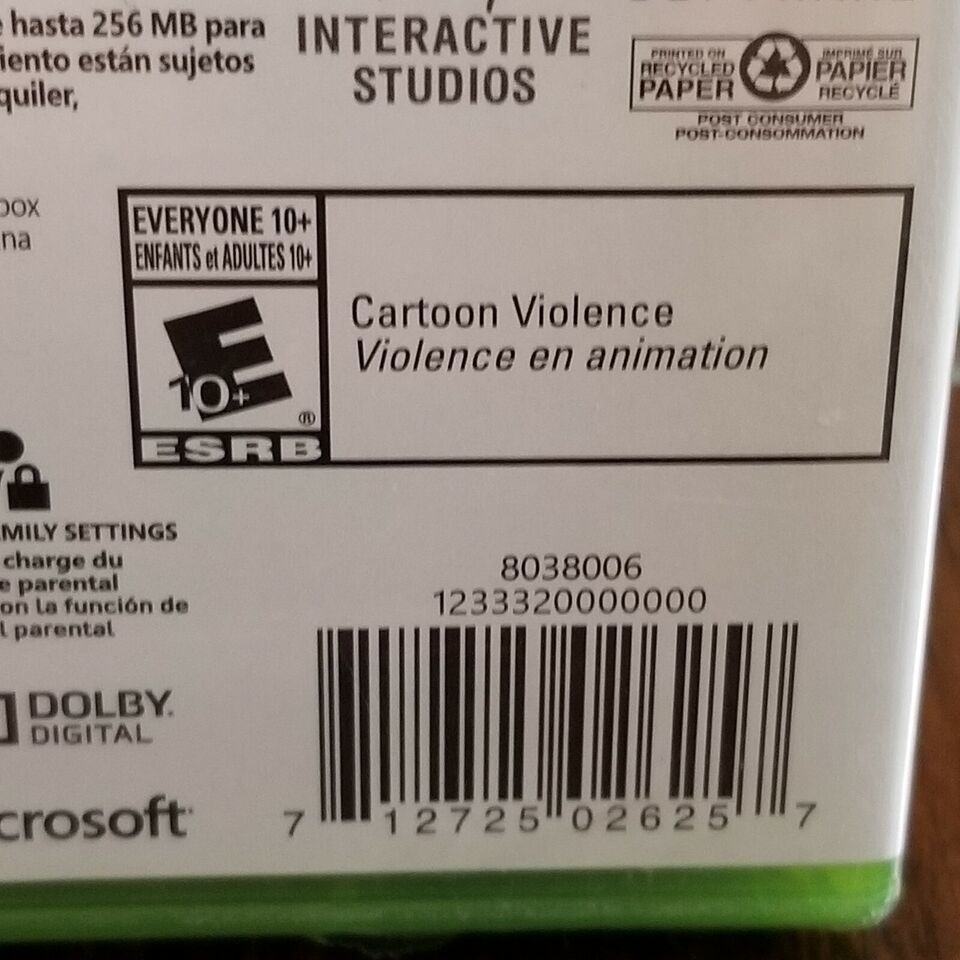 hasta 256 MB para
iento están sujetos
quiler,
INTERACTIVE
STUDIOS
PRINTED ON
RECYCLED
PAPER
IMPRIMÉ SUR
PAPIER
RECYCLÉ
POST CONSUMER
POST-CONSOMMATION
box
na
EVERYONE 10+
ENFANTS et ADULTES 10+
E
10+
®
ESRB
Cartoon Violence
Violence en animation
MILY SETTINGS
charge du
e parental
on la función de
l parental
8038006
1233320000000
DOLBY.
DIGITAL
crosoft
7 12725 02625 7